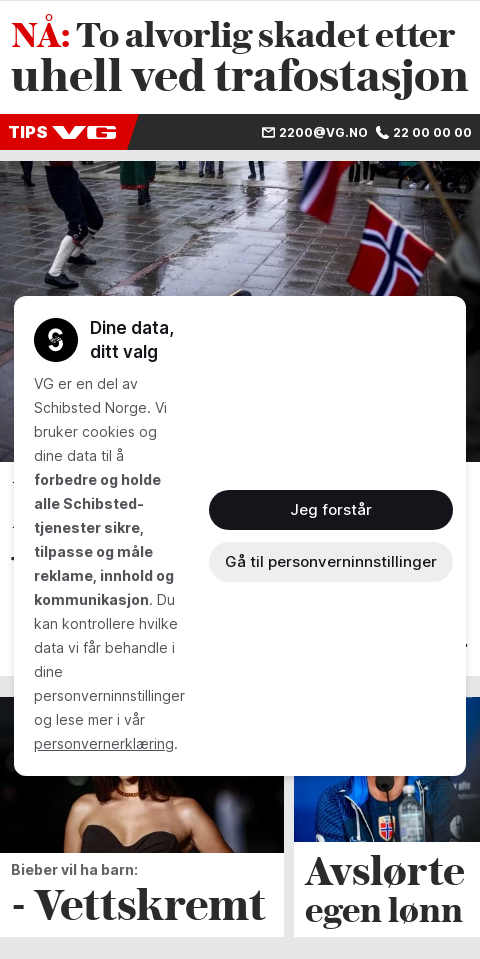 NÅ: To alvorlig skadet etter
uhell ved trafostasjon
TIPS VG
2200@VG.NO 22 00 00 00
Dine data,
ditt valg
VG er en del av
Schibsted Norge. Vi
bruker cookies og
dine data til å
forbedre og holde
alle Schibsted-
tjenester sikre,
tilpasse og måle
reklame, innhold og
kommunikasjon. Du
kan kontrollere hvilke
data vi får behandle i
dine
personverninnstillinger
og lese mer i vår
personvernerklæring.
Jeg forstår
Gå til personverninnstillinger
Bieber vil ha barn:
- Vettskremt
Avslørte
egen lønn